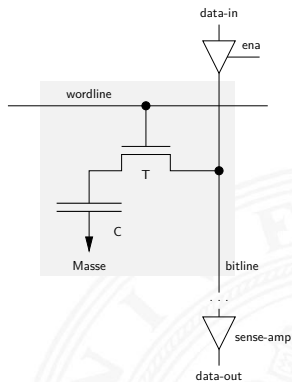 data-in
ena
wordline
T
C
Masse
bitline
. . .
sense-amp
data-out